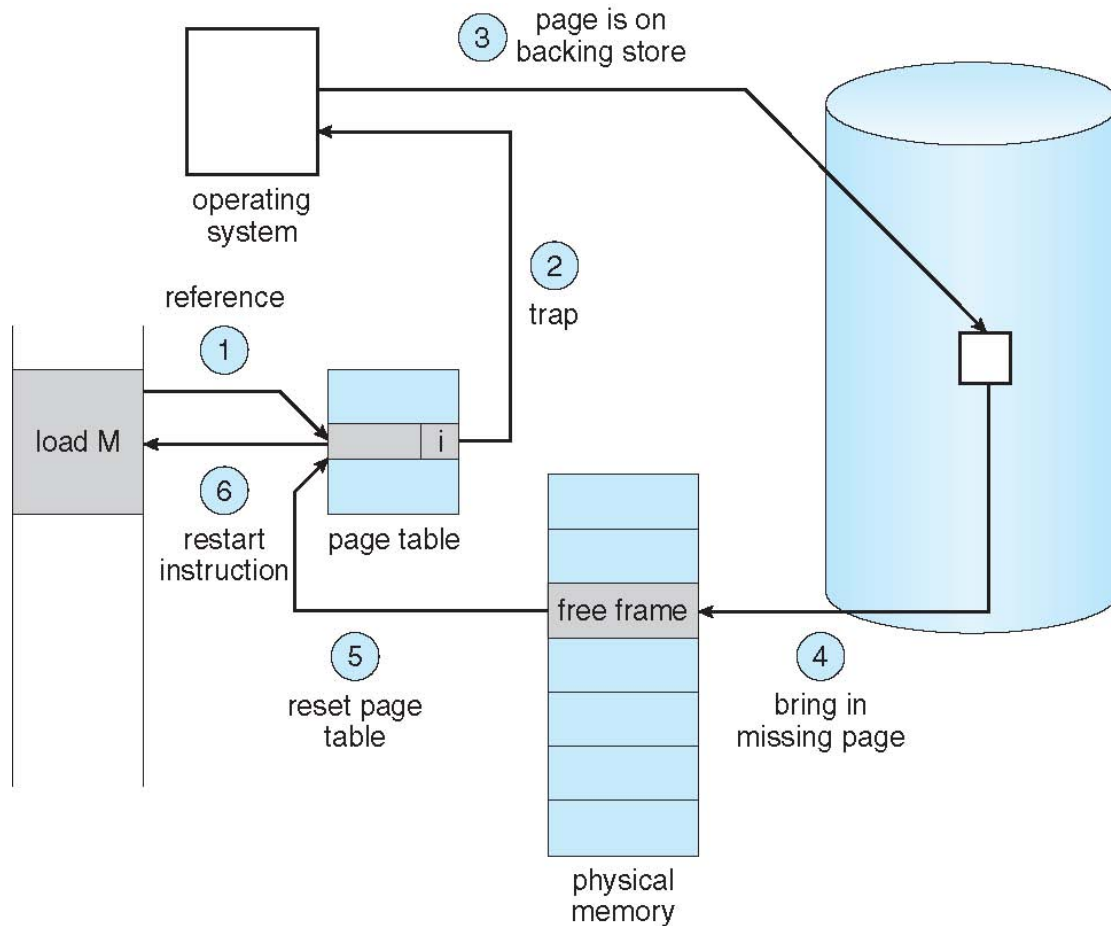 3
page is on
backing store
operating
system
2
trap
reference
1
load M
i
6
restart
instruction
page table
free frame
5
reset page
table
4
bring in
missing page
physical
memory